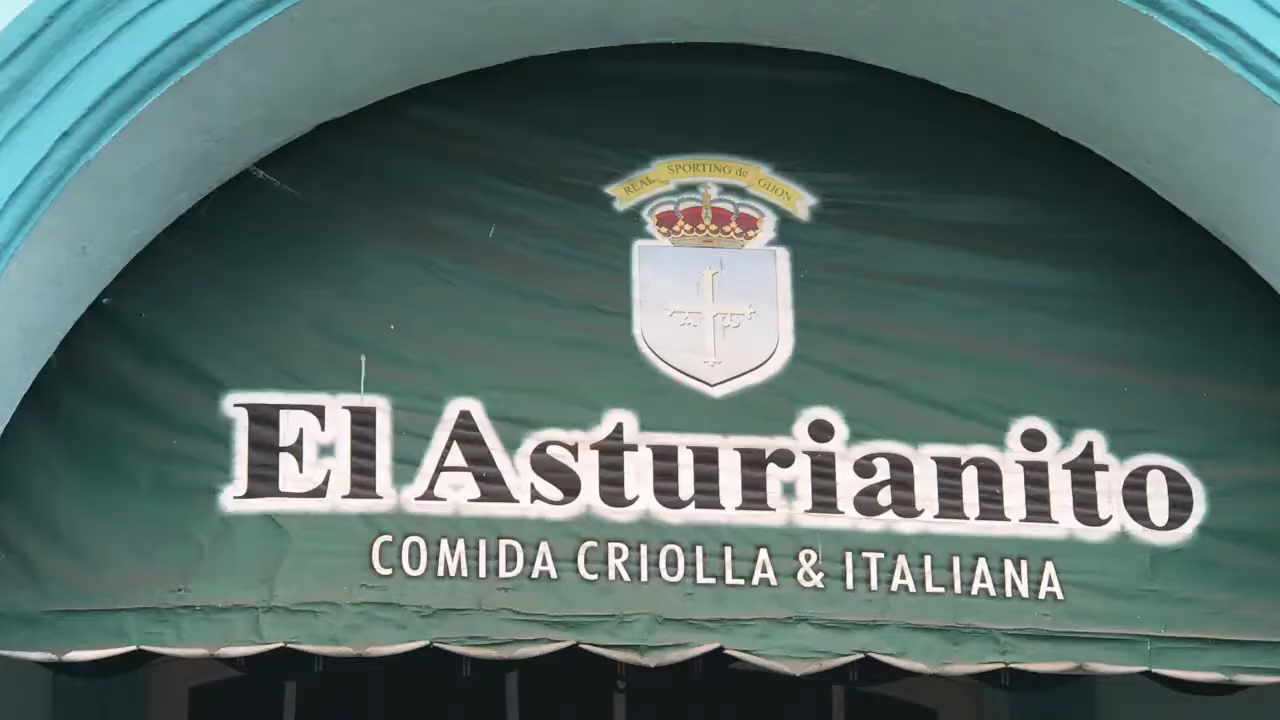 REAL SPORTING de GIJON
A ω
El Asturianito
COMIDA CRIOLLA & ITALIANA